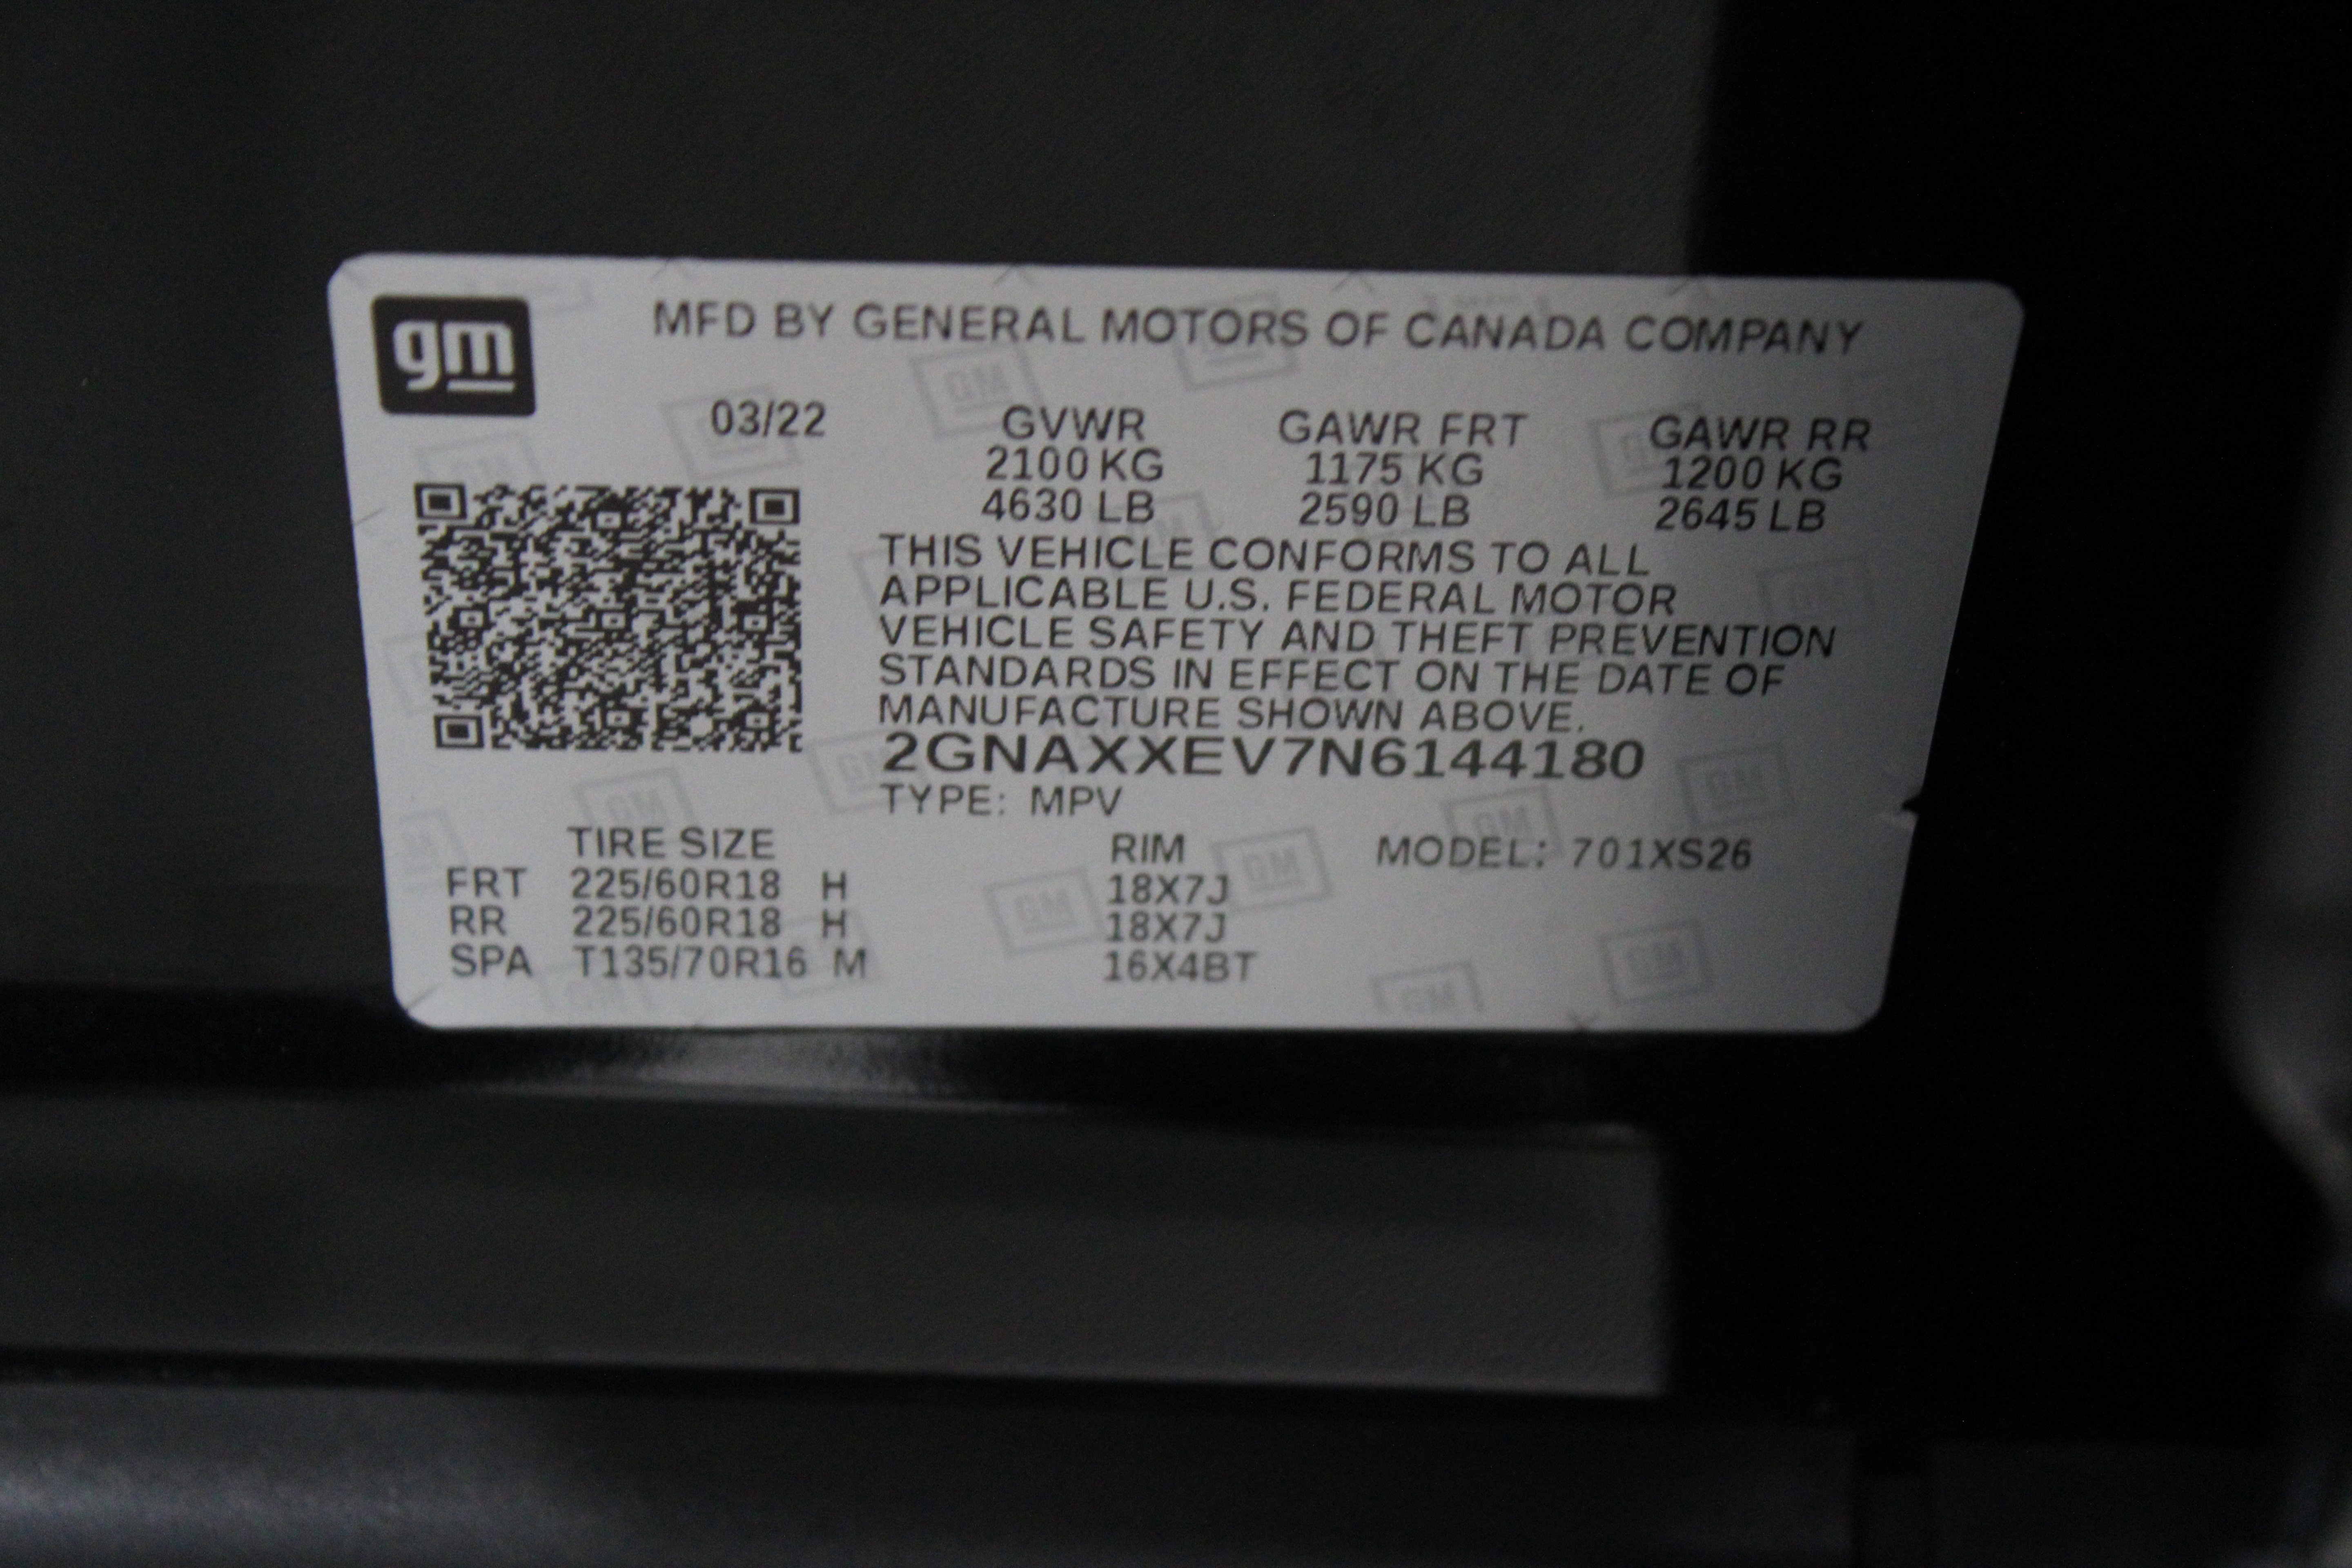 gm
MFD BY GENERAL MOTORS OF CANADA COMPANY
03/22 GVWR GAWR FRT GAWR RR
2100 KG 1175 KG 1200 KG
4630 LB 2590 LB 2645 LB
THIS VEHICLE CONFORMS TO ALL
APPLICABLE U.S. FEDERAL MOTOR
VEHICLE SAFETY AND THEFT PREVENTION
STANDARDS IN EFFECT ON THE DATE OF
MANUFACTURE SHOWN ABOVE.
2GNAXXEV7N6144180
TYPE: MPV
TIRE SIZE RIM MODEL: 701XS26
FRT 225/60R18 H 18X7J
RR 225/60R18 H 18X7J
SPA T135/70R16 M 16X4BT